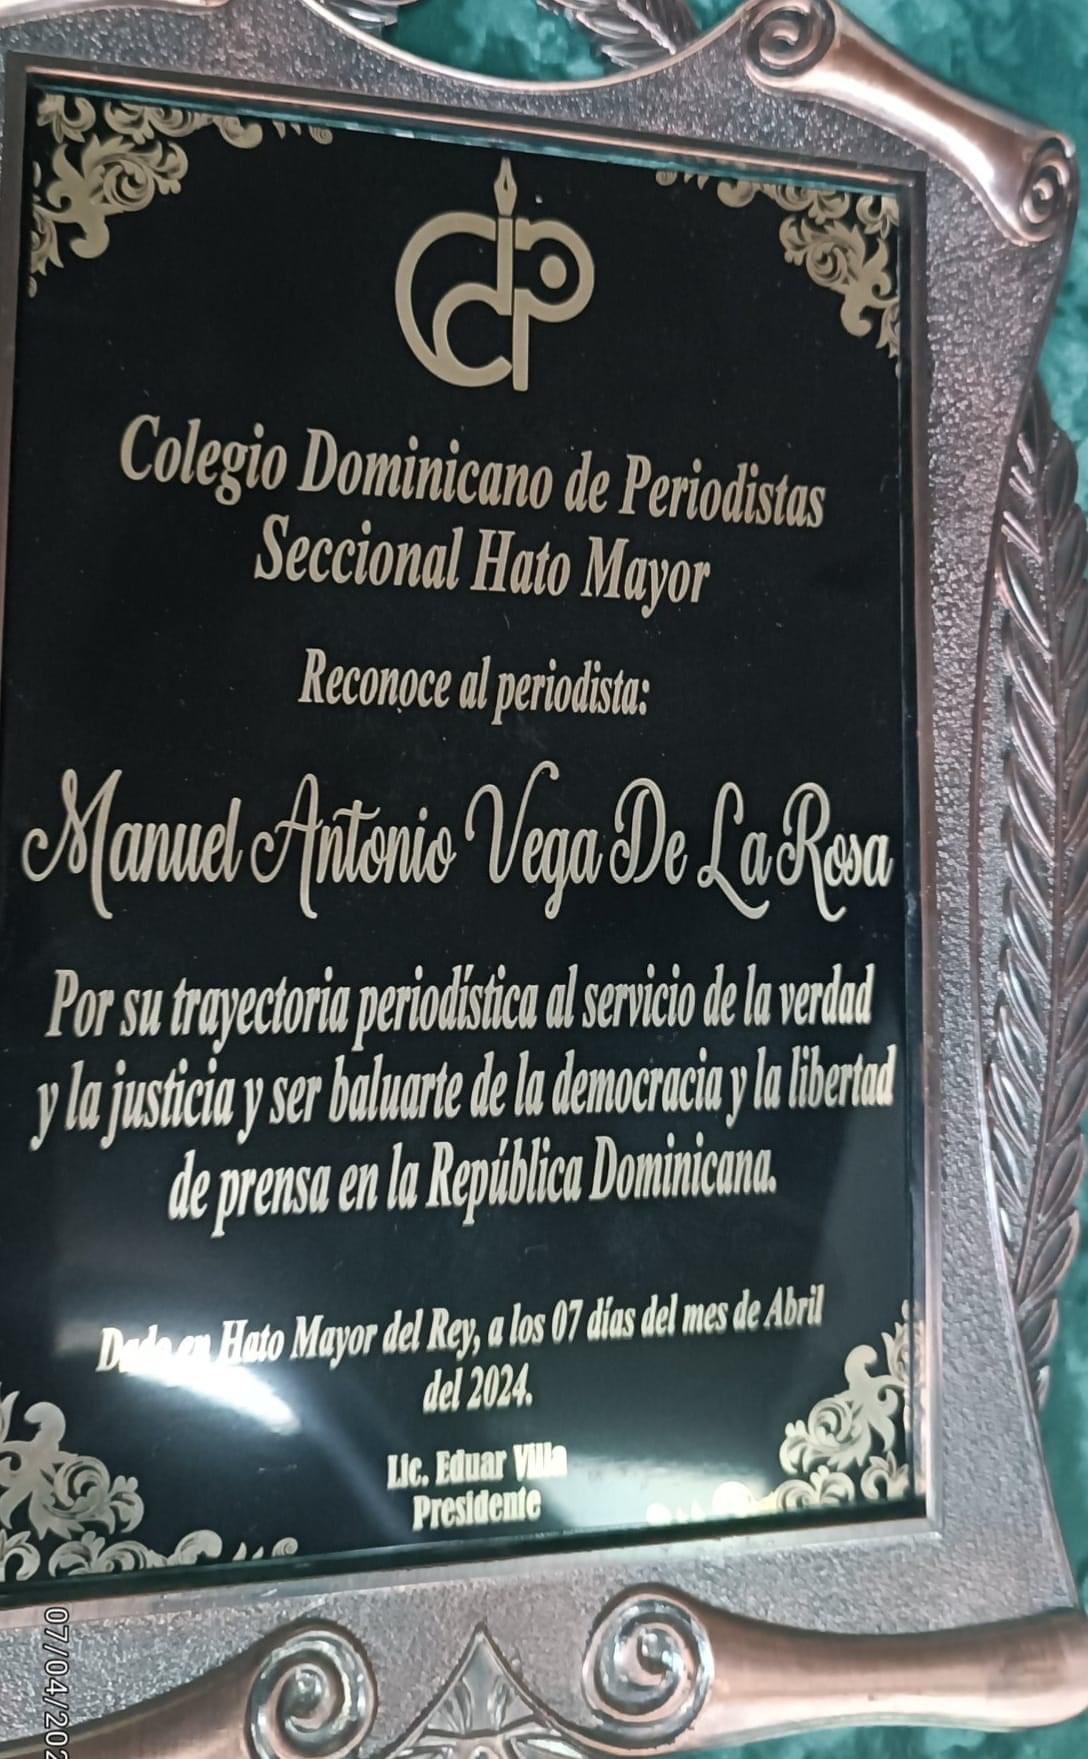 CDP
Colegio Dominicano de Periodistas
Seccional Hato Mayor
Reconoce al periodista:
Manuel Antonio Vega De La Rosa
Por su trayectoria periodística al servicio de la verdad
y la justicia y ser baluarte de la democracia y la libertad
de prensa en la República Dominicana.
Dado en Hato Mayor del Rey, a los 07 días del mes de Abril
del 2024.
Lic. Eduar Villa
Presidente
07/04/202